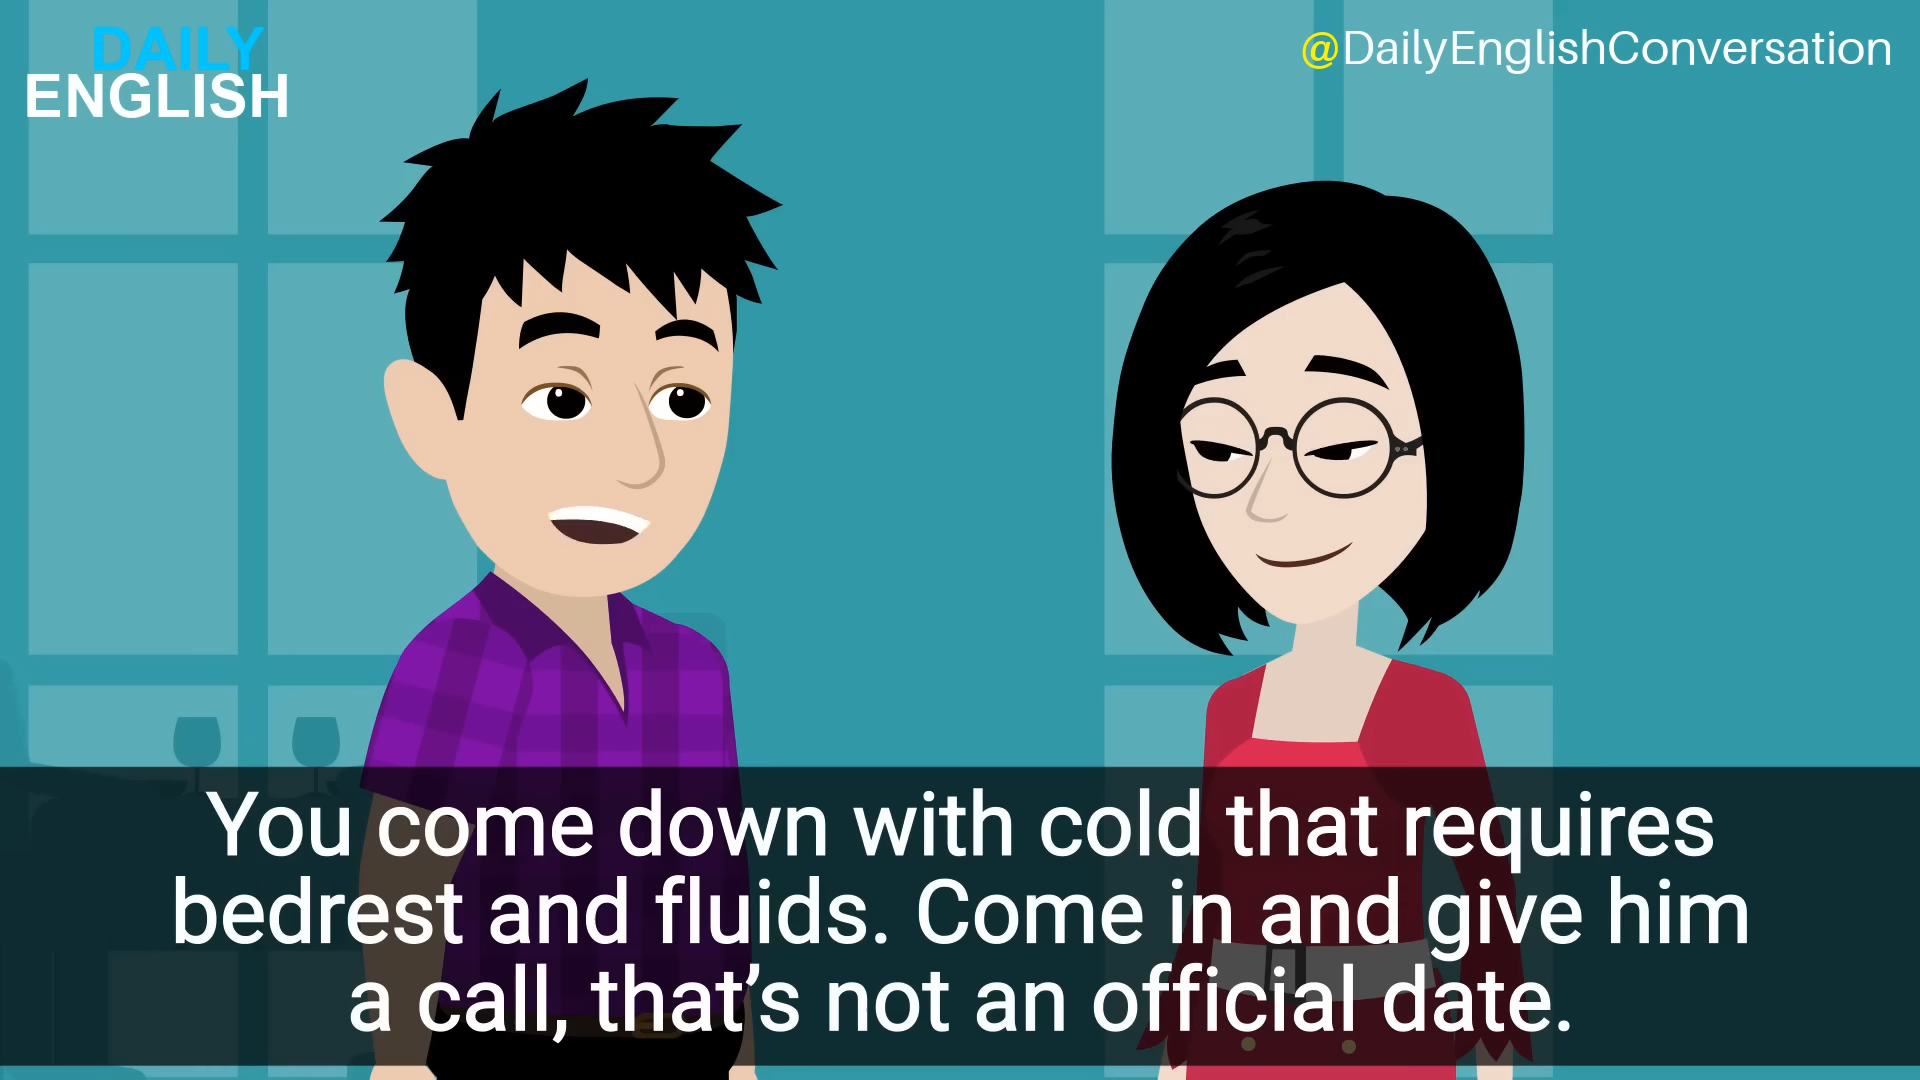 DAILY
ENGLISH
@DailyEnglishConversation
You come down with cold that requires
bedrest and fluids. Come in and give him
a call, that’s not an official date.